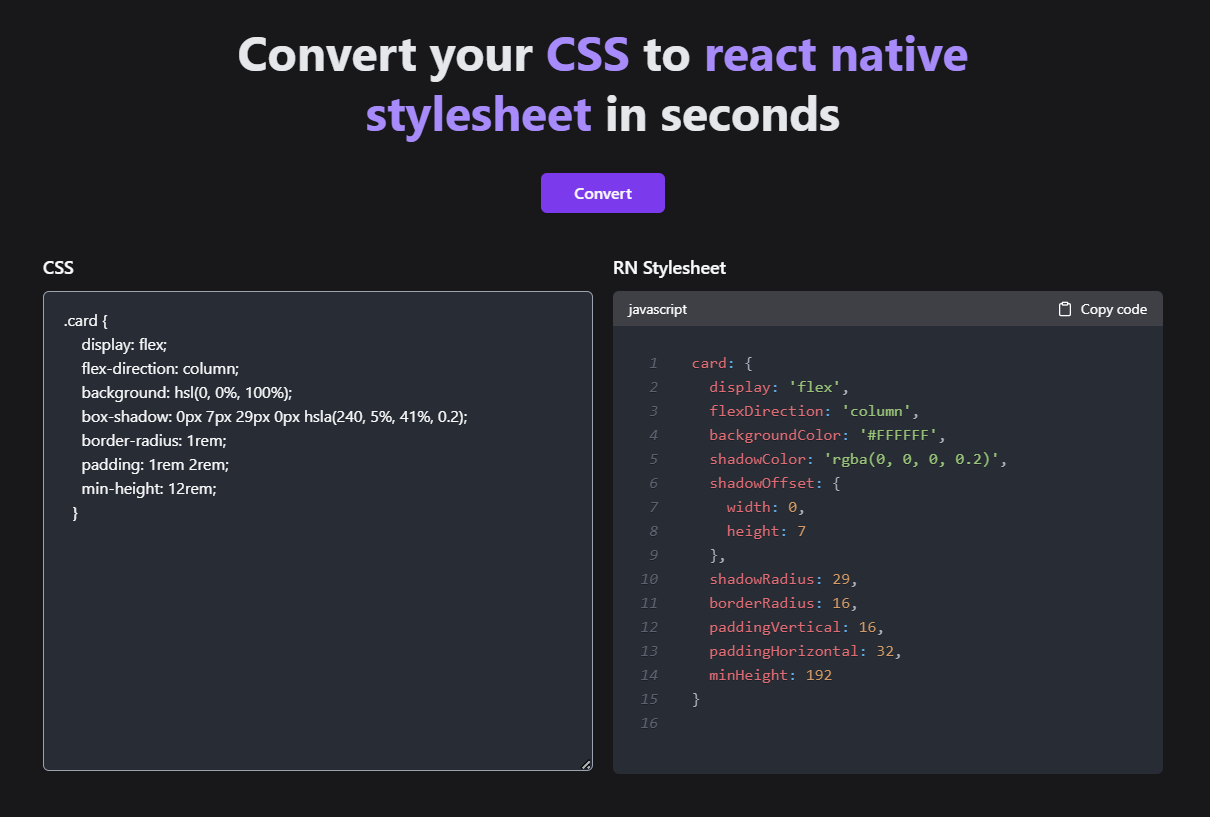 Convert your CSS to react native
stylesheet in seconds
Convert
CSS
.card {
display: flex;
flex-direction: column;
background: hsl(0, 0%, 100%);
box-shadow: 0px 7px 29px 0px hsla(240, 5%, 41%, 0.2);
border-radius: 1rem;
padding: 1rem 2rem;
min-height: 12rem;
}
RN Stylesheet
javascript Copy code
1 card: {
2 display: 'flex',
3 flexDirection: 'column',
4 backgroundColor: '#FFFFFF',
5 shadowColor: 'rgba(0, 0, 0, 0.2)',
6 shadowOffset: {
7 width: 0,
8 height: 7
9 },
10 shadowRadius: 29,
11 borderRadius: 16,
12 paddingVertical: 16,
13 paddingHorizontal: 32,
14 minHeight: 192
15 }
16